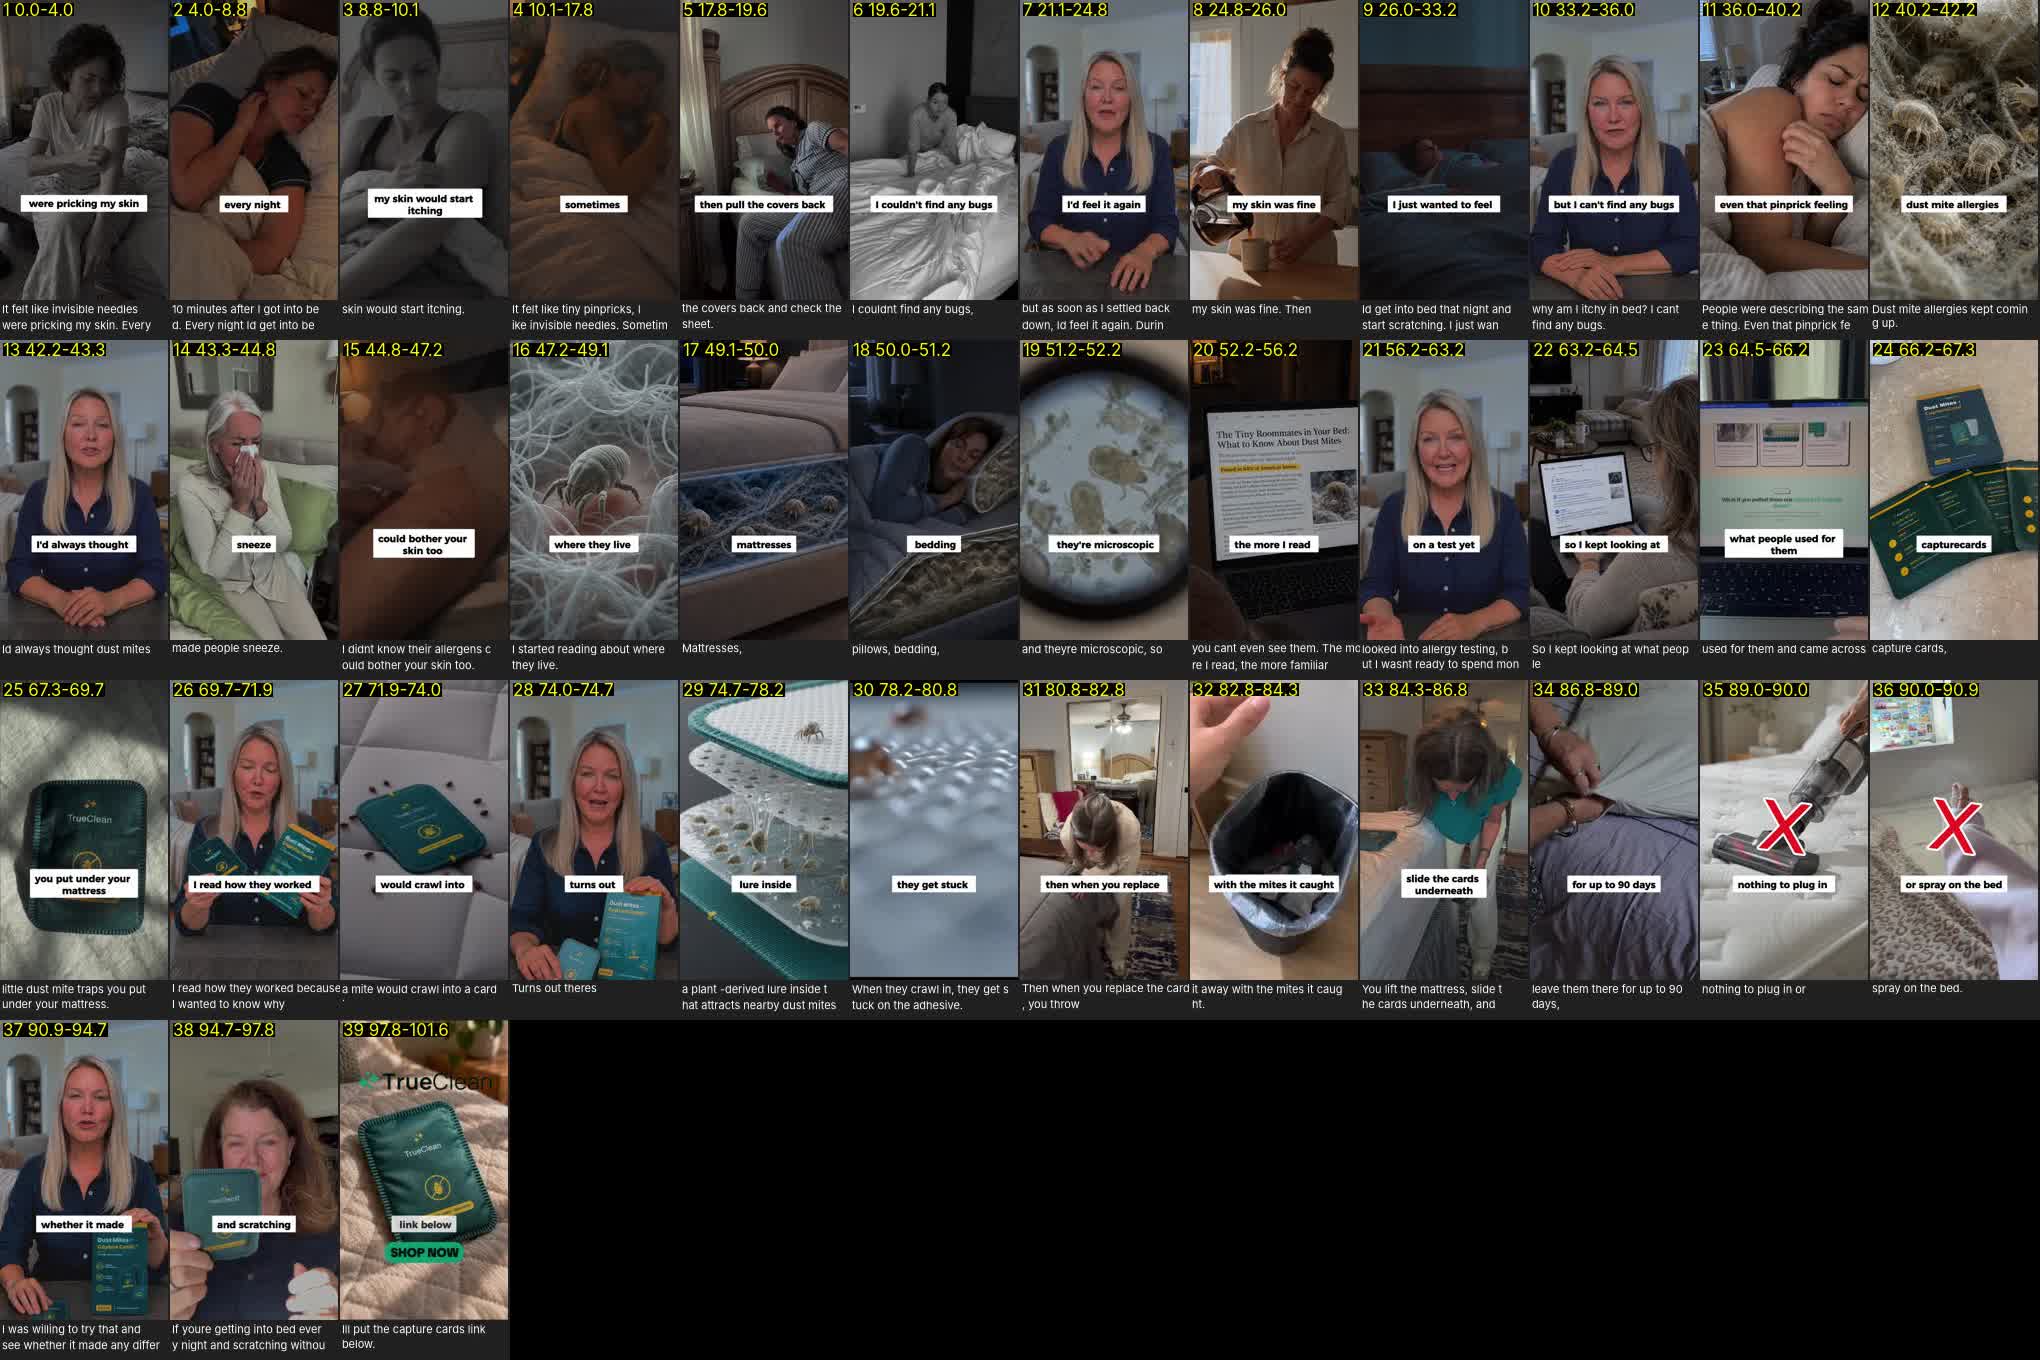 1 0.0-4.0
were pricking my skin
It felt like invisible needles
were pricking my skin. Every
2 4.0-8.8
every night
10 minutes after I got into be
d. Every night Id get into be
3 8.8-10.1
my skin would start
itching
skin would start itching.
4 10.1-17.8
sometimes
It felt like tiny pinpricks, l
ike invisible needles. Sometim
5 17.8-19.6
then pull the covers back
the covers back and check the
sheet.
6 19.6-21.1
I couldn't find any bugs
I couldnt find any bugs,
7 21.1-24.8
I'd feel it again
but as soon as I settled back
down, Id feel it again. Durin
8 24.8-26.0
my skin was fine
my skin was fine. Then
9 26.0-33.2
I just wanted to feel
Id get into bed that night and
start scratching. I just wan
10 33.2-36.0
but I can't find any bugs
why am I itchy in bed? I cant
find any bugs.
11 36.0-40.2
even that pinprick feeling
People were describing the sam
e thing. Even that pinprick fe
12 40.2-42.2
dust mite allergies
Dust mite allergies kept comin
g up.
13 42.2-43.3
I'd always thought
Id always thought dust mites
14 43.3-44.8
sneeze
made people sneeze.
15 44.8-47.2
could bother your
skin too
I didnt know their allergens c
ould bother your skin too.
16 47.2-49.1
where they live
I started reading about where
they live.
17 49.1-50.0
mattresses
Mattresses,
18 50.0-51.2
bedding
pillows, bedding,
19 51.2-52.2
they're microscopic
and theyre microscopic, so
20 52.2-56.2
The Tiny Roommates in Your Bed:
What to Know About Dust Mites
the more I read
you cant even see them. The mo
re I read, the more familiar
21 56.2-63.2
on a test yet
looked into allergy testing, b
ut I wasnt ready to spend mon
22 63.2-64.5
so I kept looking at
So I kept looking at what peop
le
23 64.5-66.2
what people used for
them
used for them and came across
24 66.2-67.3
Dust Mites -
capturecards
capture cards,
25 67.3-69.7
TrueClean
you put under your
mattress
little dust mite traps you put
under your mattress.
26 69.7-71.9
I read how they worked
I read how they worked because
I wanted to know why
27 71.9-74.0
would crawl into
a mite would crawl into a card
.
28 74.0-74.7
Dust Mites -
turns out
Turns out theres
29 74.7-78.2
lure inside
a plant -derived lure inside t
hat attracts nearby dust mites
30 78.2-80.8
they get stuck
When they crawl in, they get s
tuck on the adhesive.
31 80.8-82.8
then when you replace
Then when you replace the card
, you throw
32 82.8-84.3
with the mites it caught
it away with the mites it caug
ht.
33 84.3-86.8
slide the cards
underneath
You lift the mattress, slide t
he cards underneath, and
34 86.8-89.0
for up to 90 days
leave them there for up to 90
days,
35 89.0-90.0
nothing to plug in
nothing to plug in or
36 90.0-90.9
or spray on the bed
spray on the bed.
37 90.9-94.7
whether it made
Dust Mites -
Capture Cards
I was willing to try that and
see whether it made any differ
38 94.7-97.8
and scratching
If youre getting into bed ever
y night and scratching withou
39 97.8-101.6
TrueClean
TrueClean
link below
SHOP NOW
Ill put the capture cards link
below.